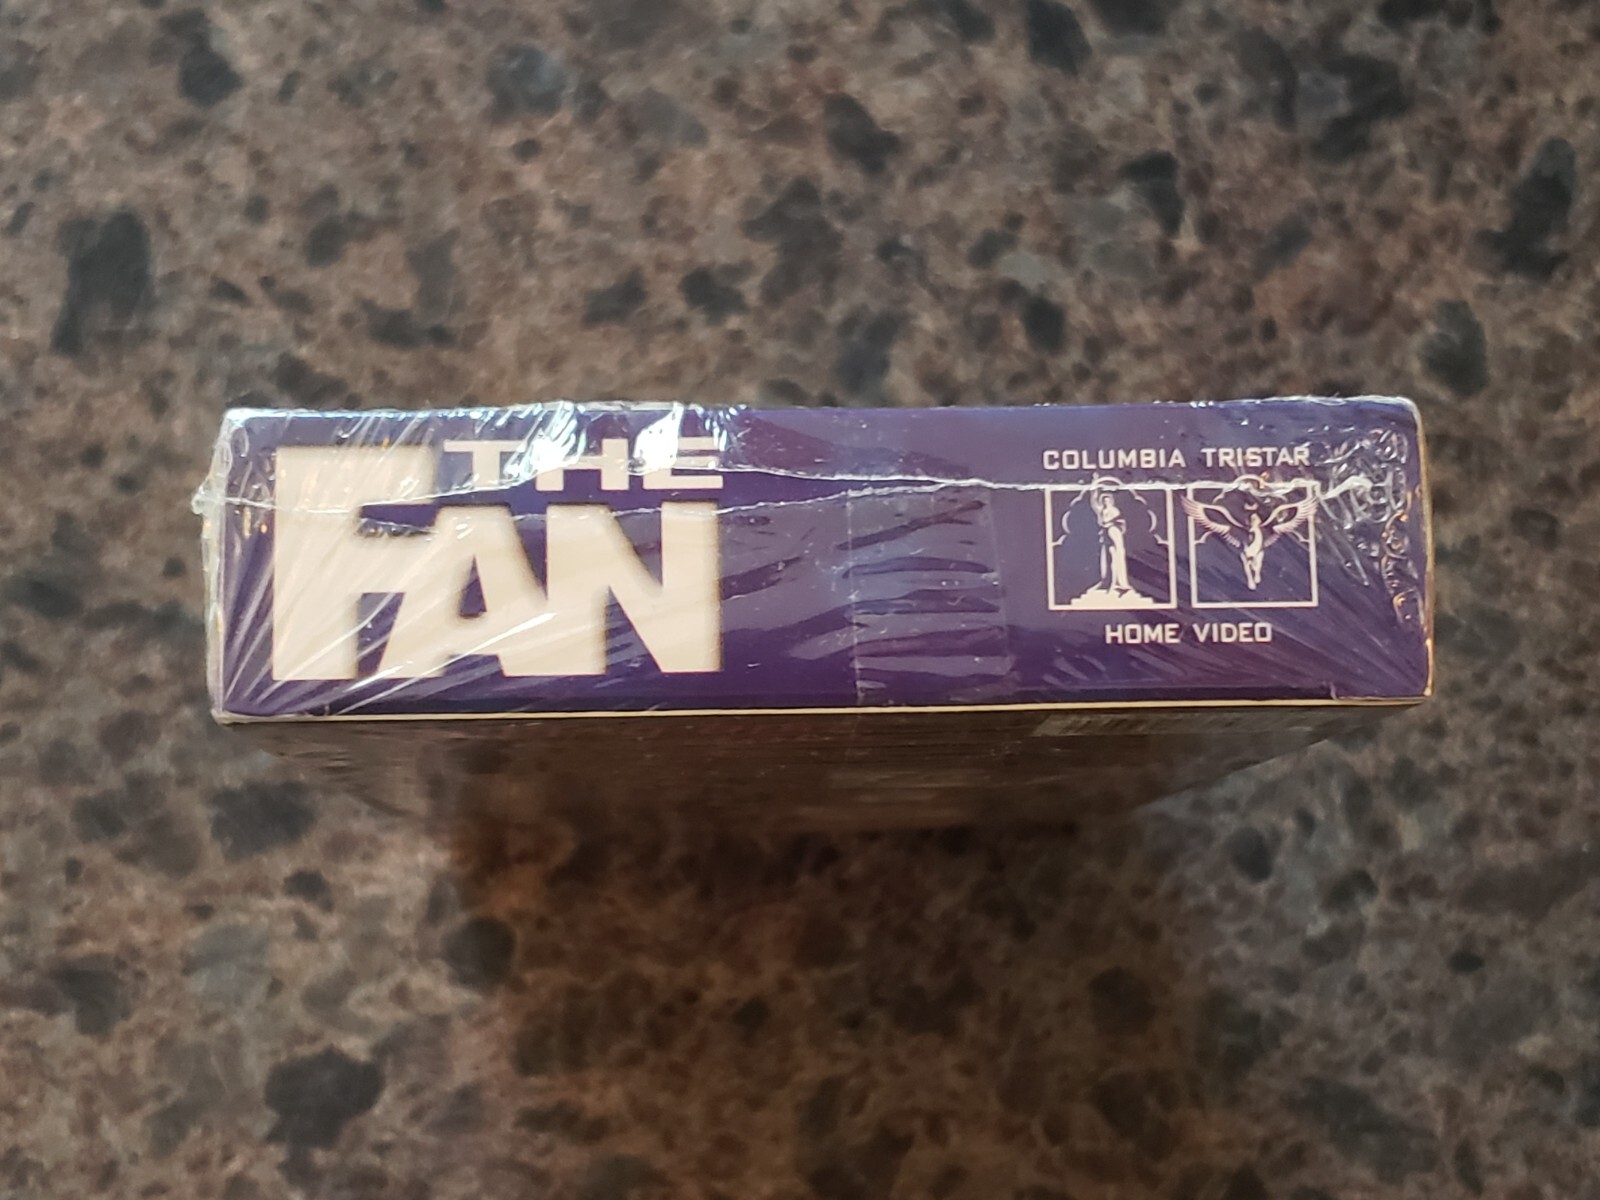 THE
FAN
COLUMBIA TRISTAR
HOME VIDEO